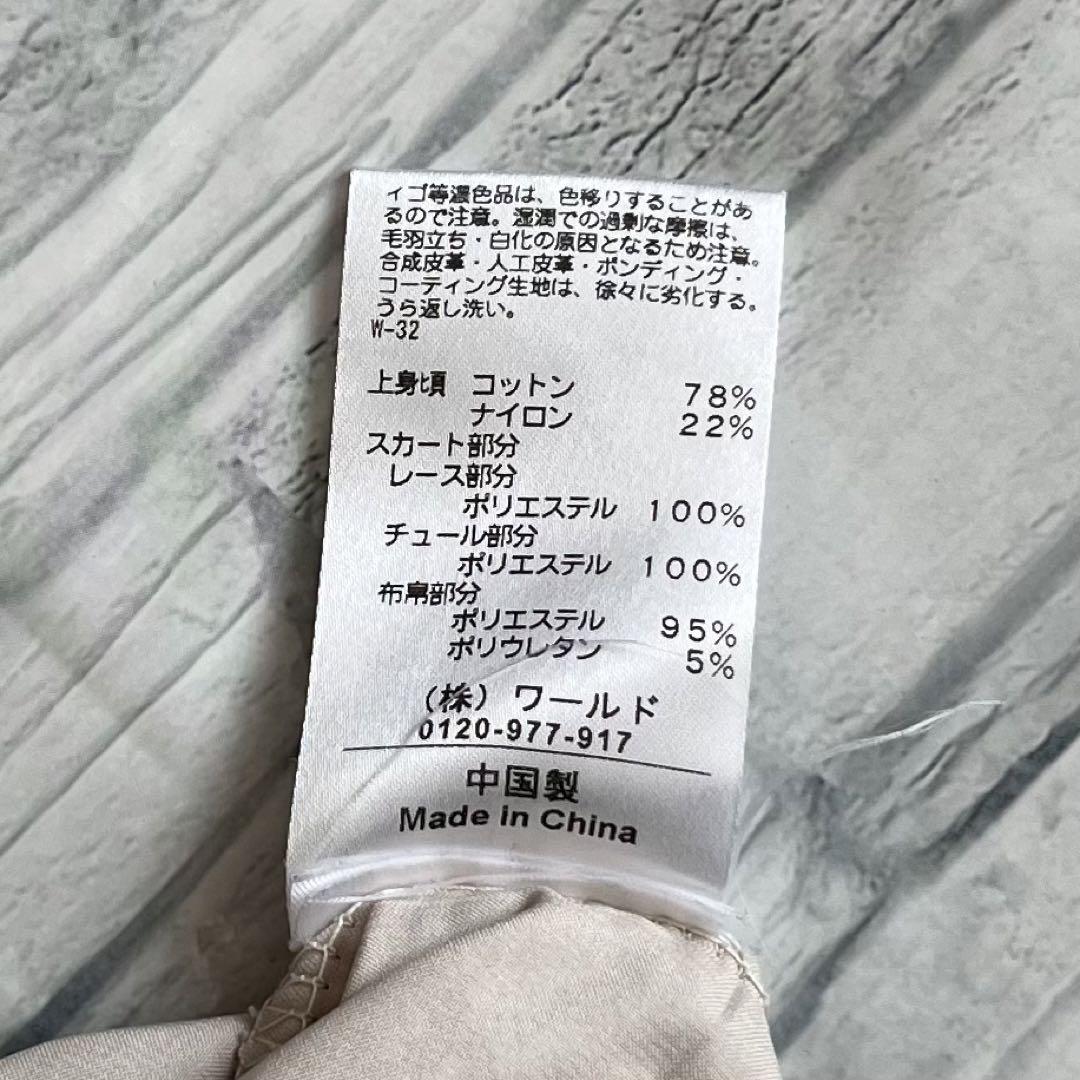 ィゴ等濃色品は、色移りすることがあ
るので注意。湿潤での過剰な摩擦は、
毛羽立ち・白化の原因となるため注意。
合成皮革・人工皮革・ボンディング・
コーティング生地は、徐々に劣化する。
うら返し洗い。
W-32
上身頃 コットン 78%
ナイロン 22%
スカート部分
レース部分
ポリエステル 100%
チュール部分
ポリエステル 100%
布帛部分
ポリエステル 95%
ポリウレタン 5%
(株) ワールド
0120-977-917
中国製
Made in China